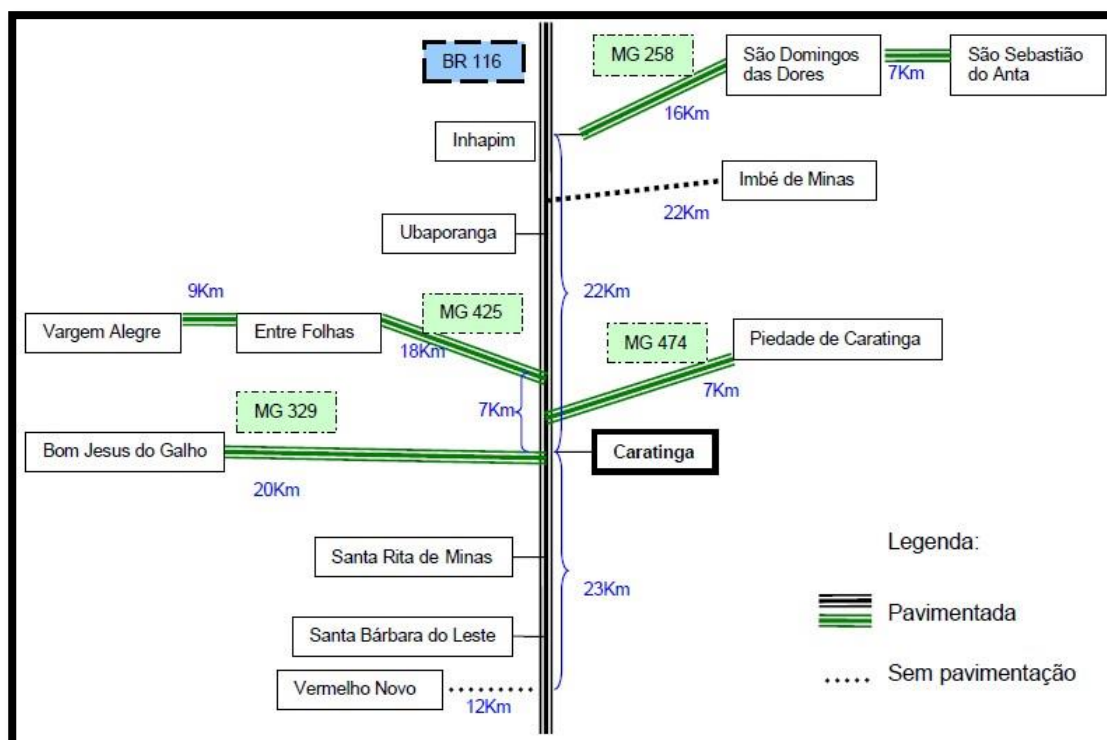 BR 116
MG 258
São Domingos
das Dores
7Km
São Sebastião
do Anta
16Km
Inhapim
Imbé de Minas
22Km
Ubaporanga
22Km
9Km
MG 425
Vargem Alegre
Entre Folhas
18Km
MG 474
Piedade de Caratinga
7Km
7Km
MG 329
Bom Jesus do Galho
20Km
Caratinga
Santa Rita de Minas
23Km
Santa Bárbara do Leste
Vermelho Novo
12Km
Legenda:
Pavimentada
Sem pavimentação